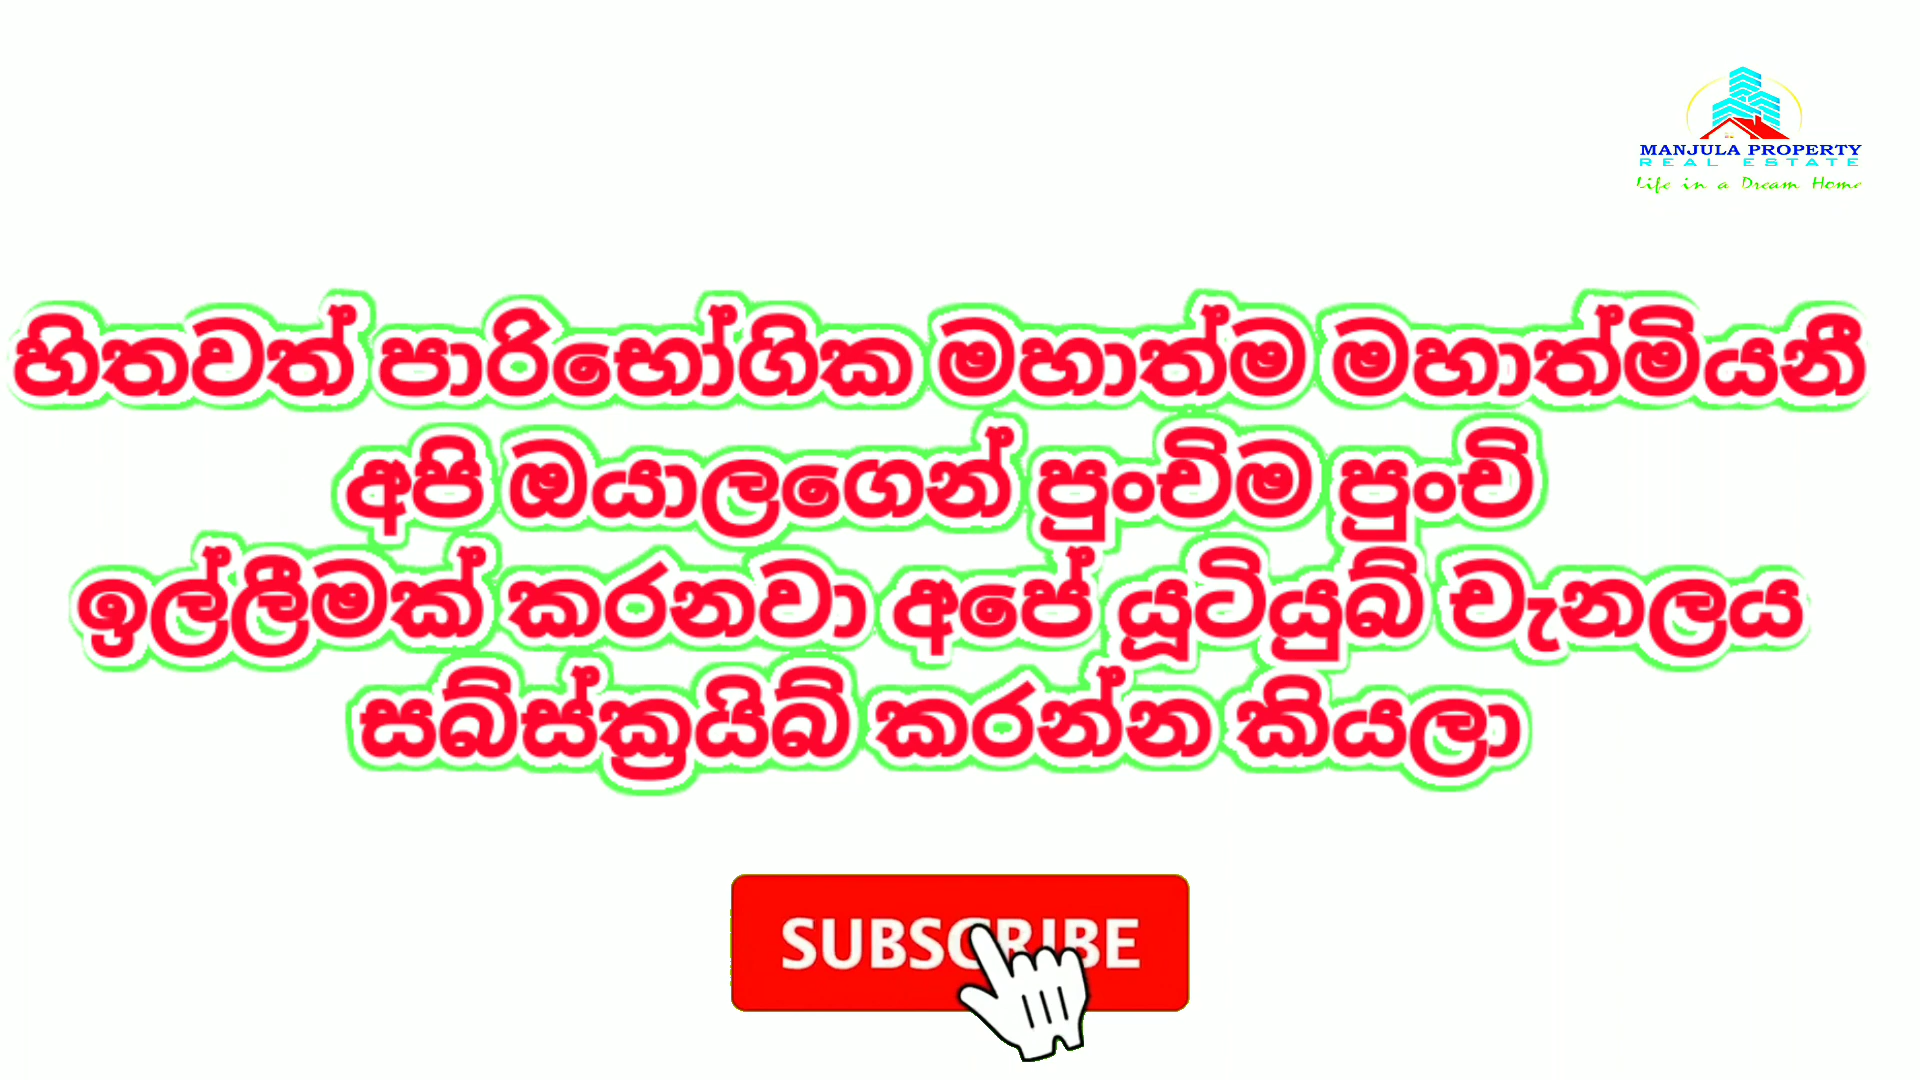 MANJULA PROPERTY
REAL ESTATE
Life in a Dream Home
හිතවත් පාරිභෝගික මහාත්ම මහාත්මියනී
අපි ඔයාලගෙන් පුංචිම පුංචි
ඉල්ලීමක් කරනවා අපේ යූටියුබ් චැනලය
සබ්ස්ක්‍රයිබ් කරන්න කියලා
SUBSCRIBE